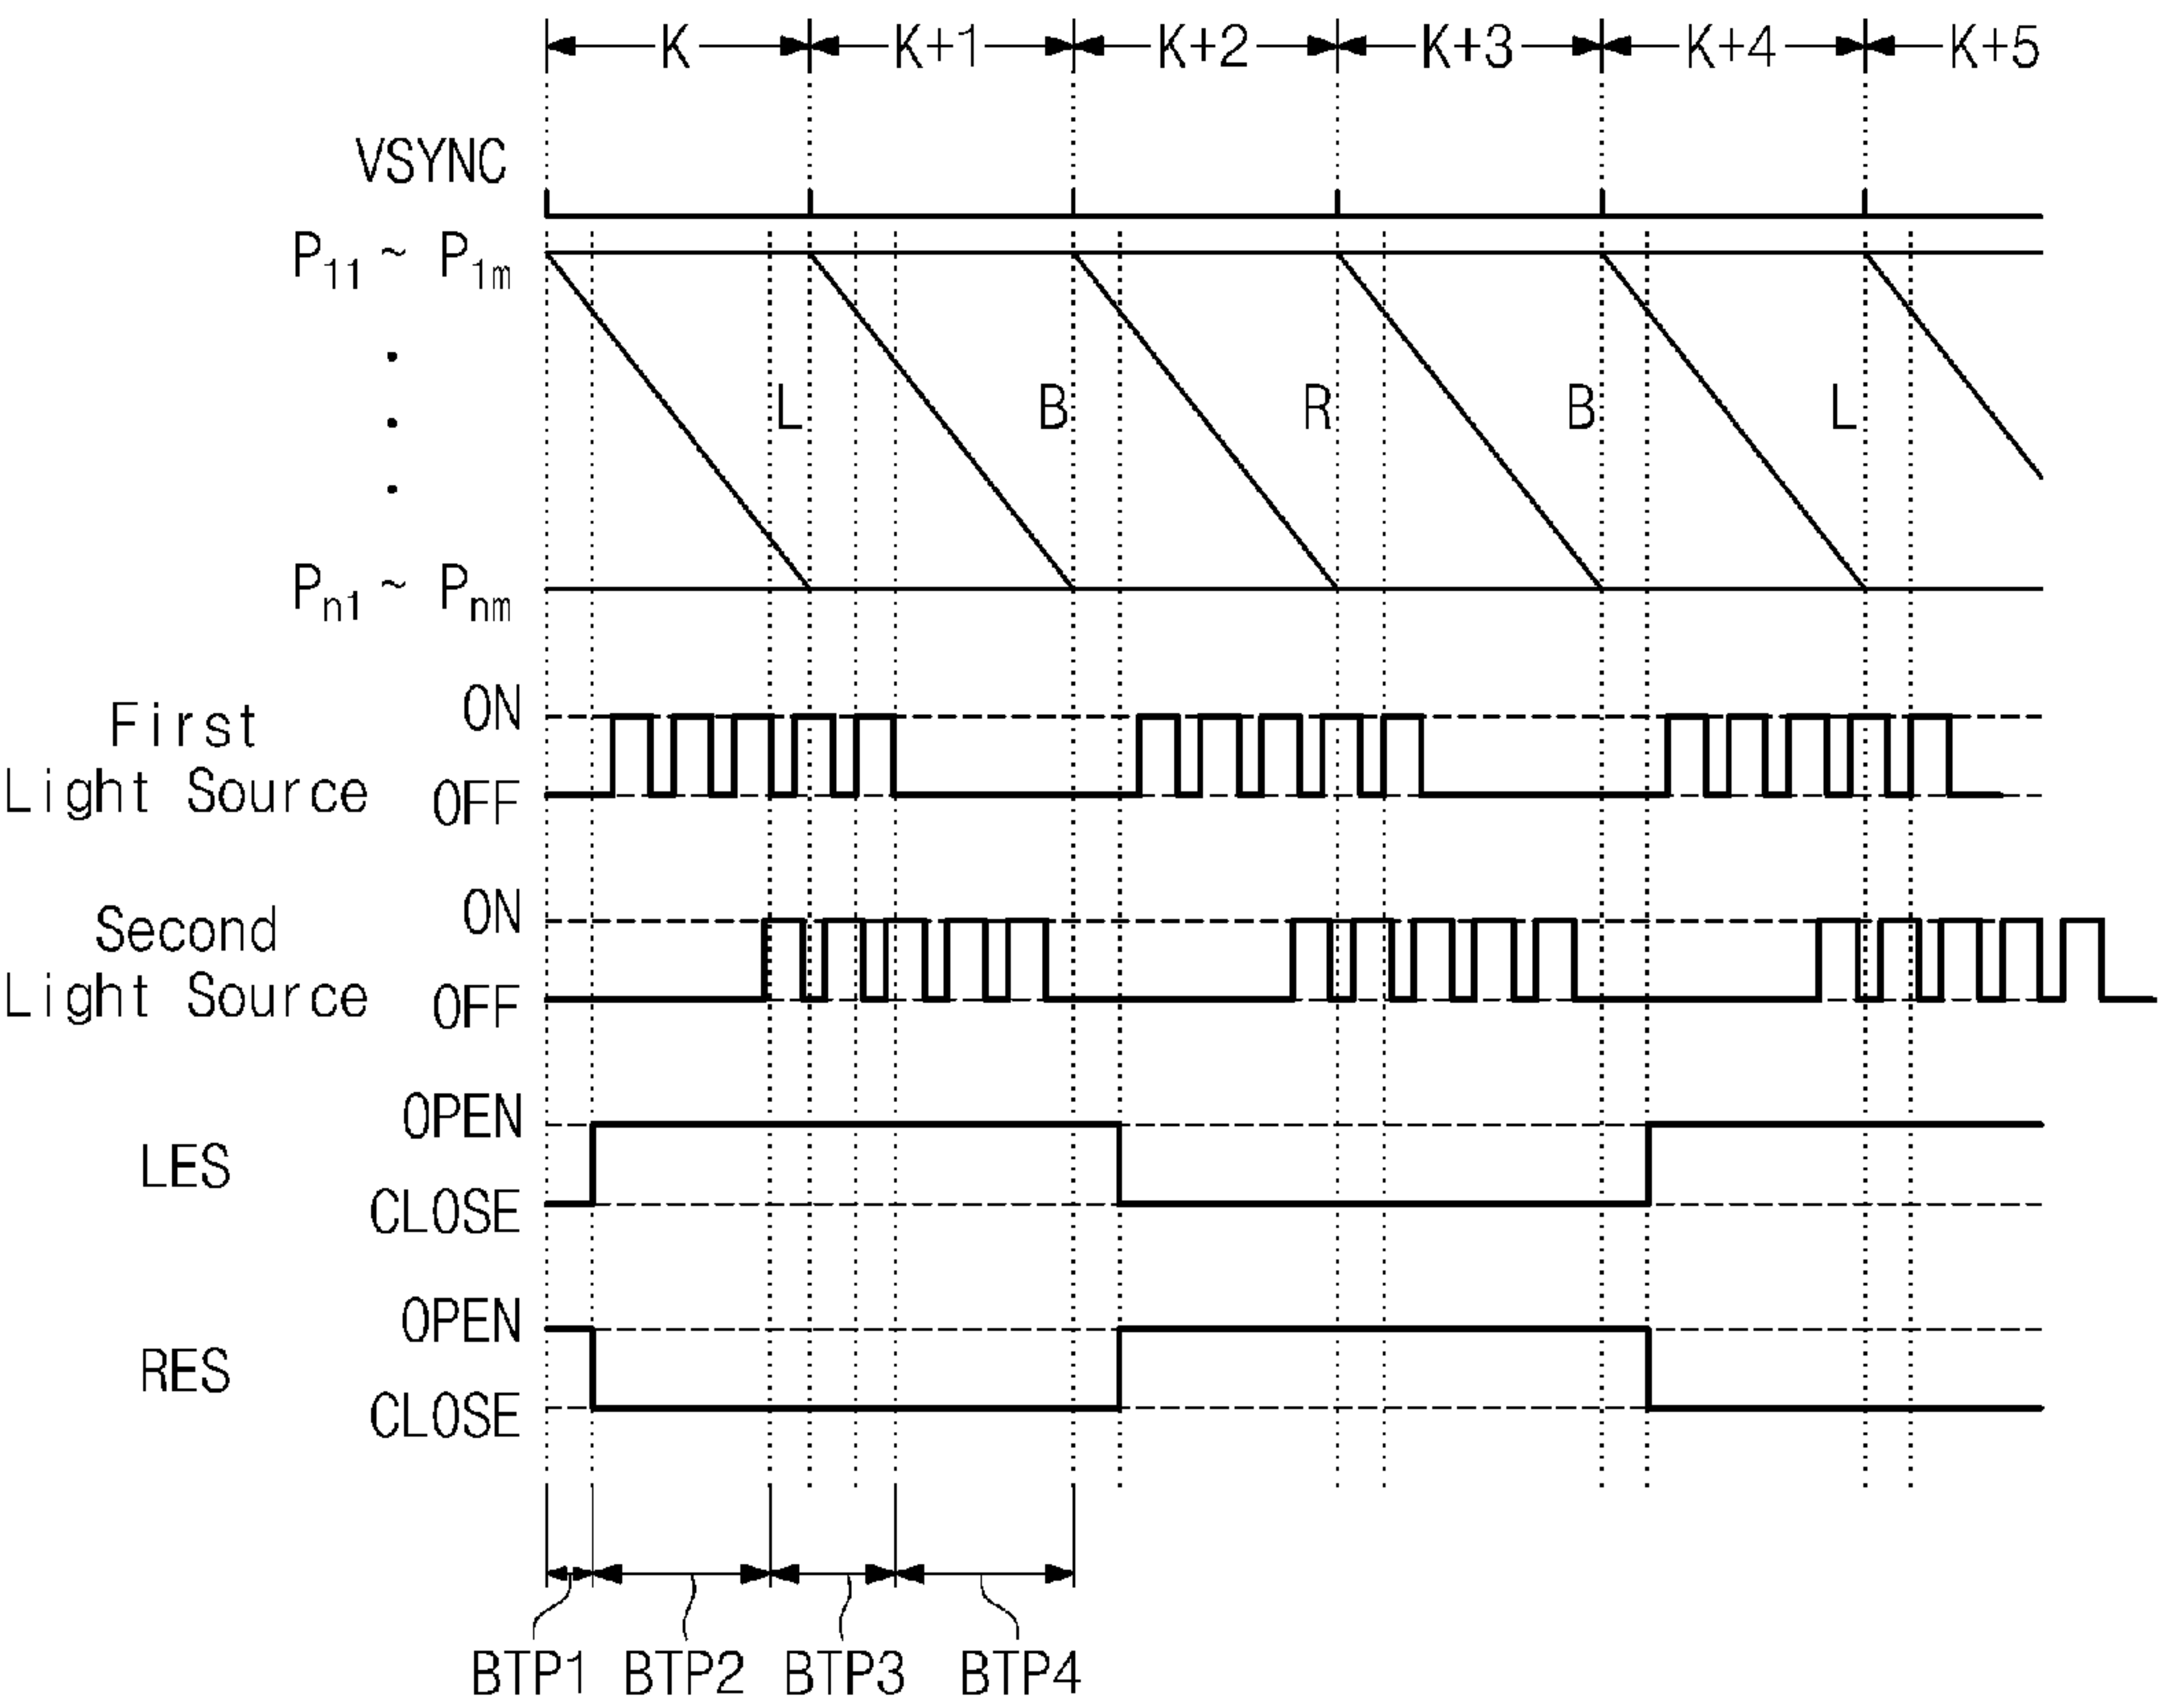 K K+1 K+2 K+3 K+4 K+5
VSYNC
P11 ~ P1m
L B R B L
Pn1 ~ Pnm
ON
First
Light Source
OFF
ON
Second
Light Source
OFF
OPEN
LES
CLOSE
OPEN
RES
CLOSE
BTP1 BTP2 BTP3 BTP4